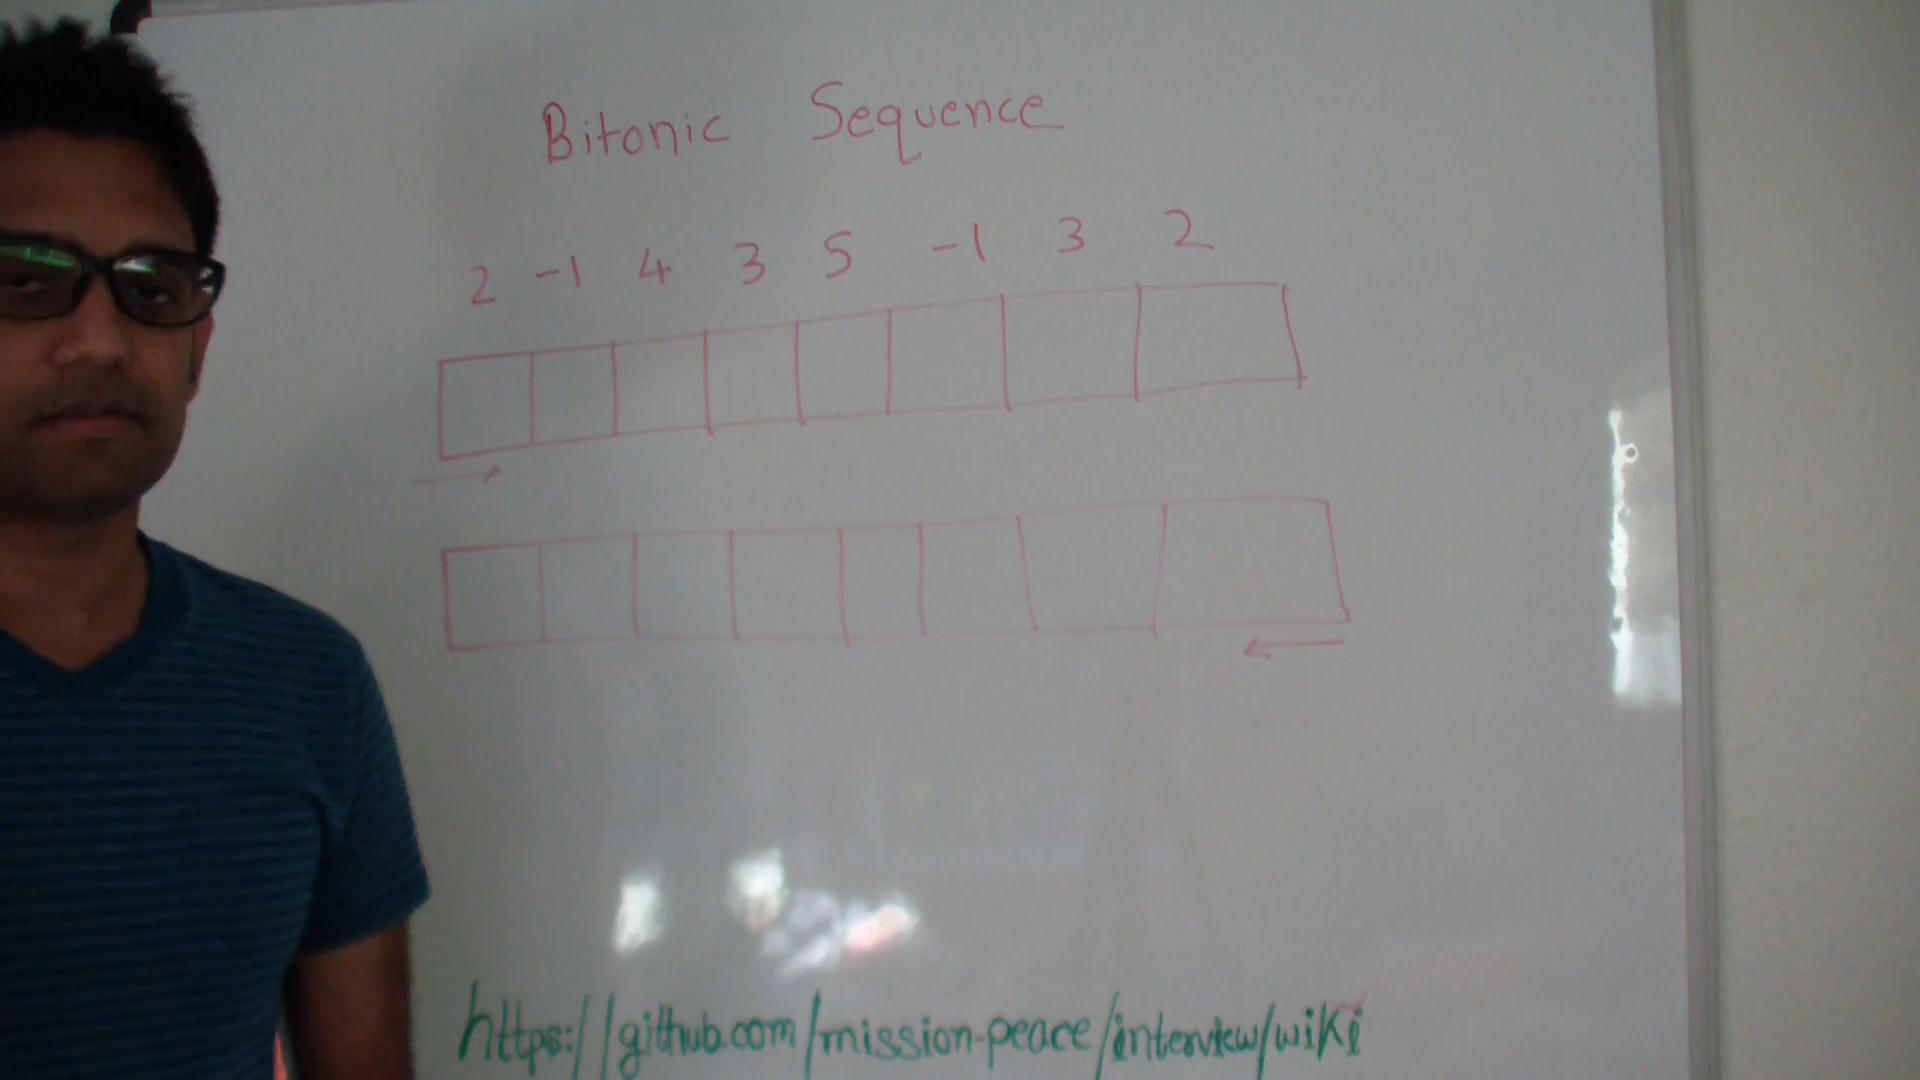 Bitonic Sequence
2 -1 4 3 5 -1 3 2
https://github.com/mission-peace/interview/wiki